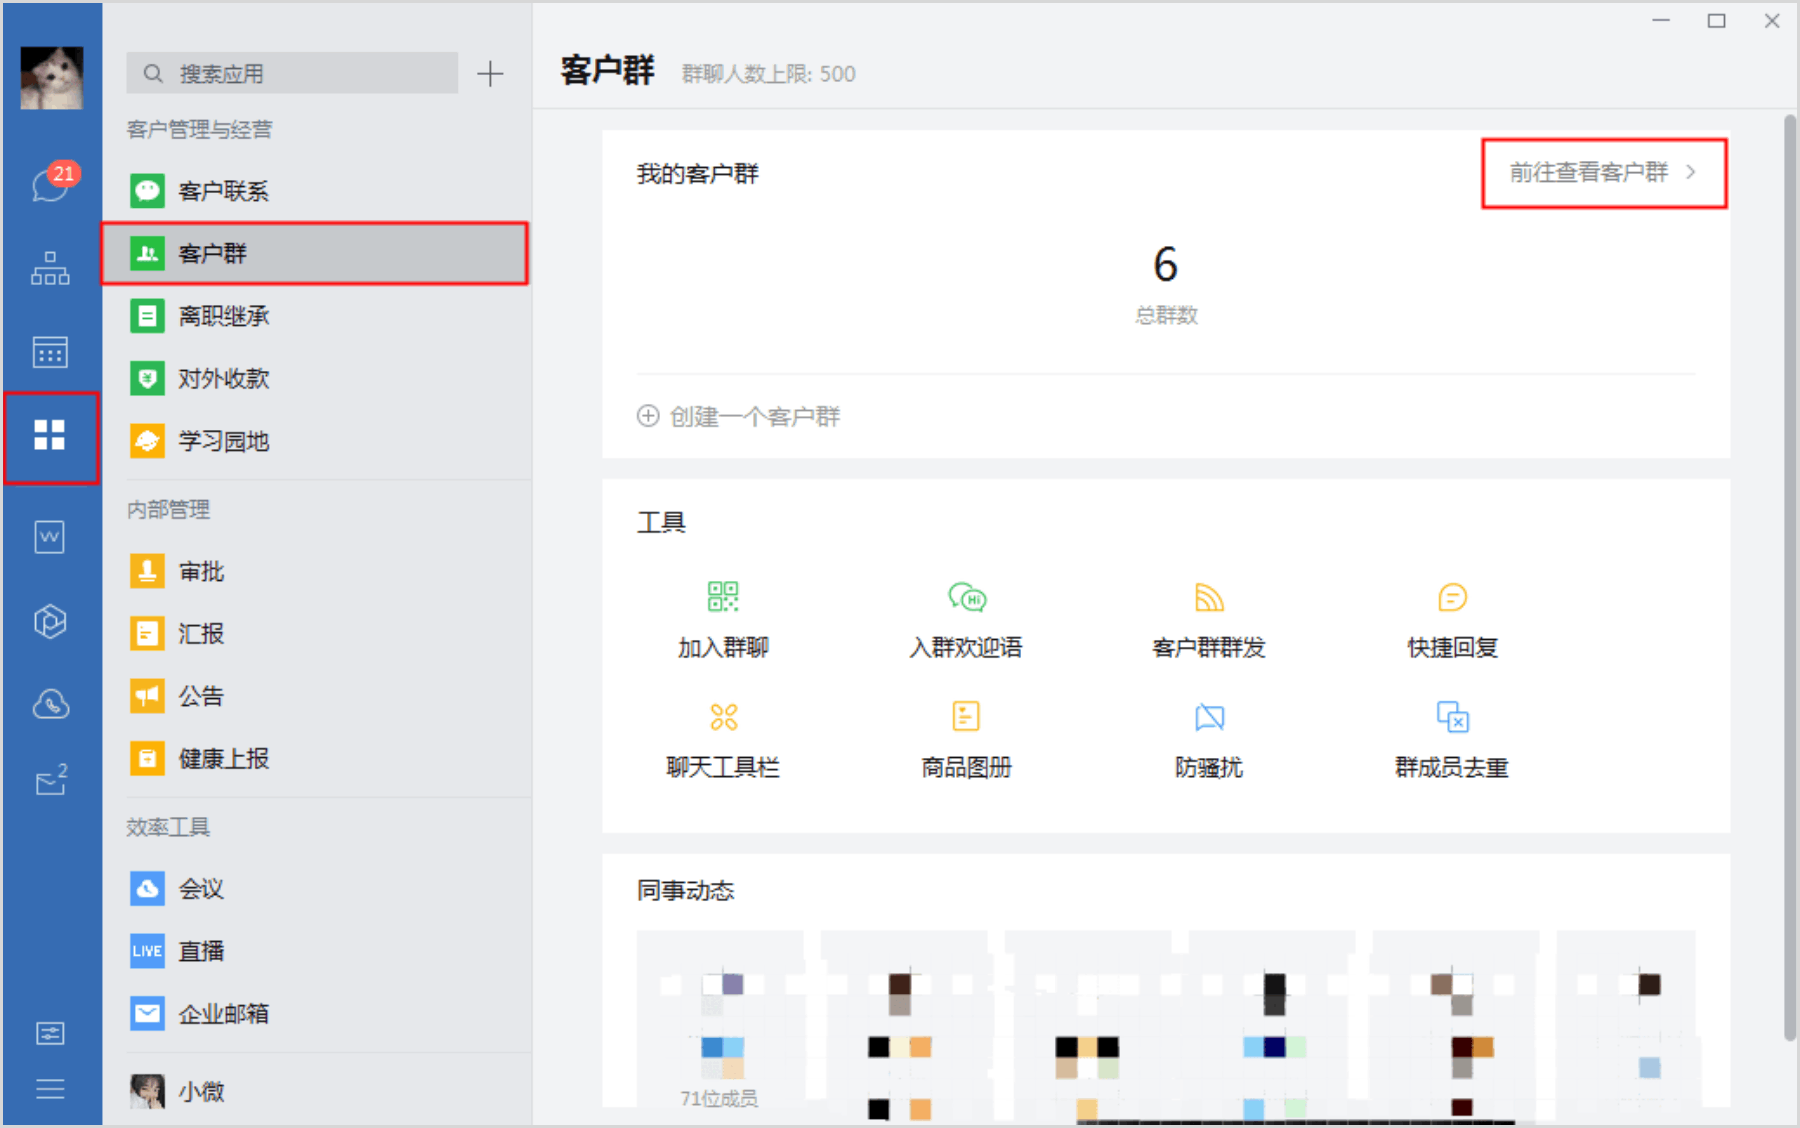 搜索应用
客户管理与经营
21
客户联系
客户群
离职继承
对外收款
学习园地
内部管理
审批
汇报
公告
健康上报
2
效率工具
会议
LIVE
直播
企业邮箱
小微
客户群 群聊人数上限: 500
我的客户群
前往查看客户群
6
总群数
创建一个客户群
工具
Hi
加入群聊 入群欢迎语 客户群群发 快捷回复
聊天工具栏 商品图册 防骚扰 群成员去重
同事动态
71位成员